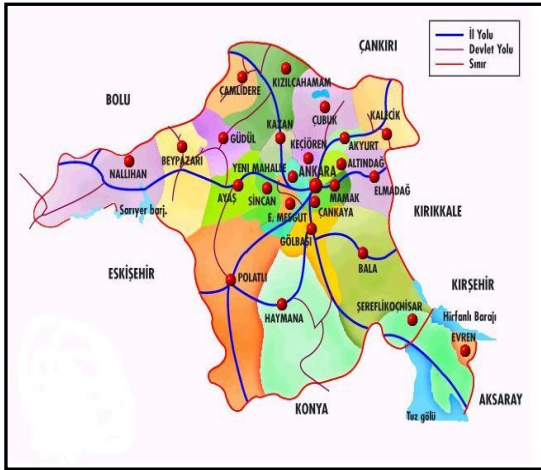 İl Yolu
Devlet Yolu
Sınır
ÇANKIRI
BOLU
ÇAMLIDERE
KIZILCAHAMAM
ÇUBUK
KALECİK
KAZAN
GÜDÜL
KEÇİÖREN
AKYURT
BEYPAZARI
NALLIHAN
YENİ MAHALLE
ANKARA
ALTINDAĞ
AYAŞ
SİNCAN
MAMAK
ELMADAĞ
E. MESGUT
ÇANKAYA
Sarıyer barj.
KIRIKKALE
GÖLBAŞI
ESKİŞEHİR
POLATLI
BALA
KIRŞEHİR
HAYMANA
ŞEREFLİKOÇHİSAR
Hirfanlı Barajı
EVREN
KONYA
AKSARAY
Tuz gölü